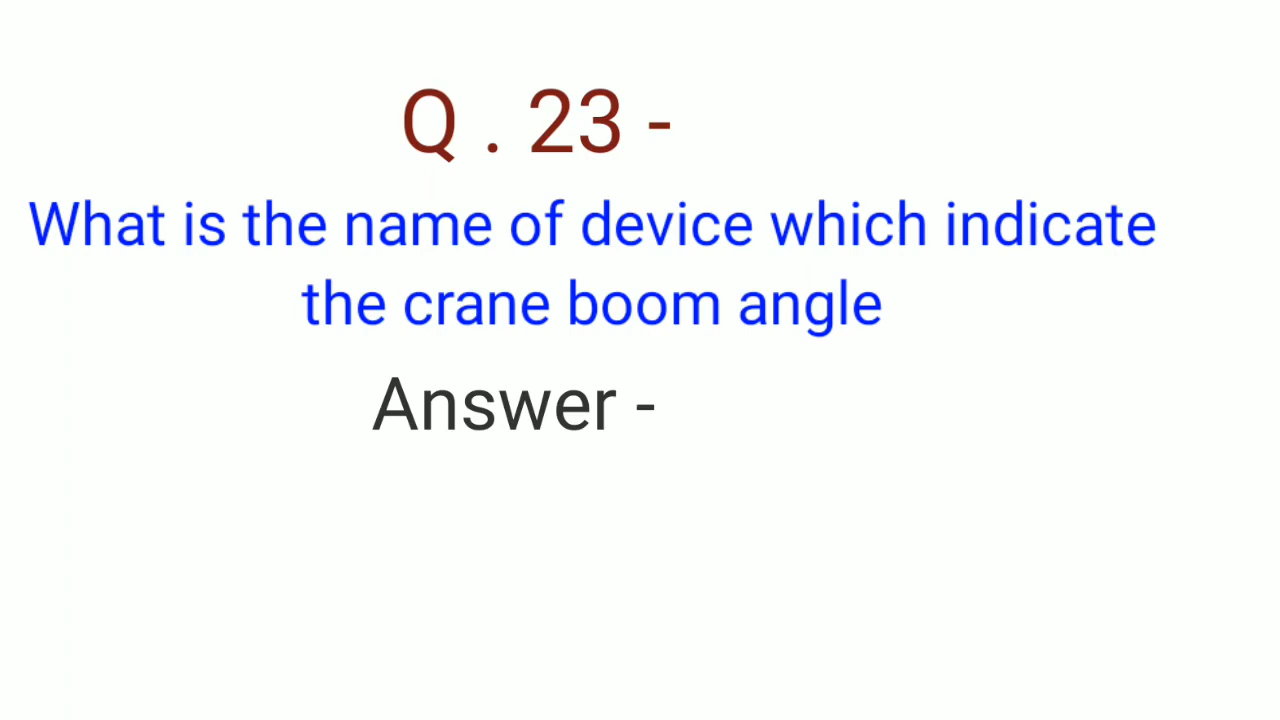 Q . 23 -
What is the name of device which indicate
the crane boom angle
Answer -